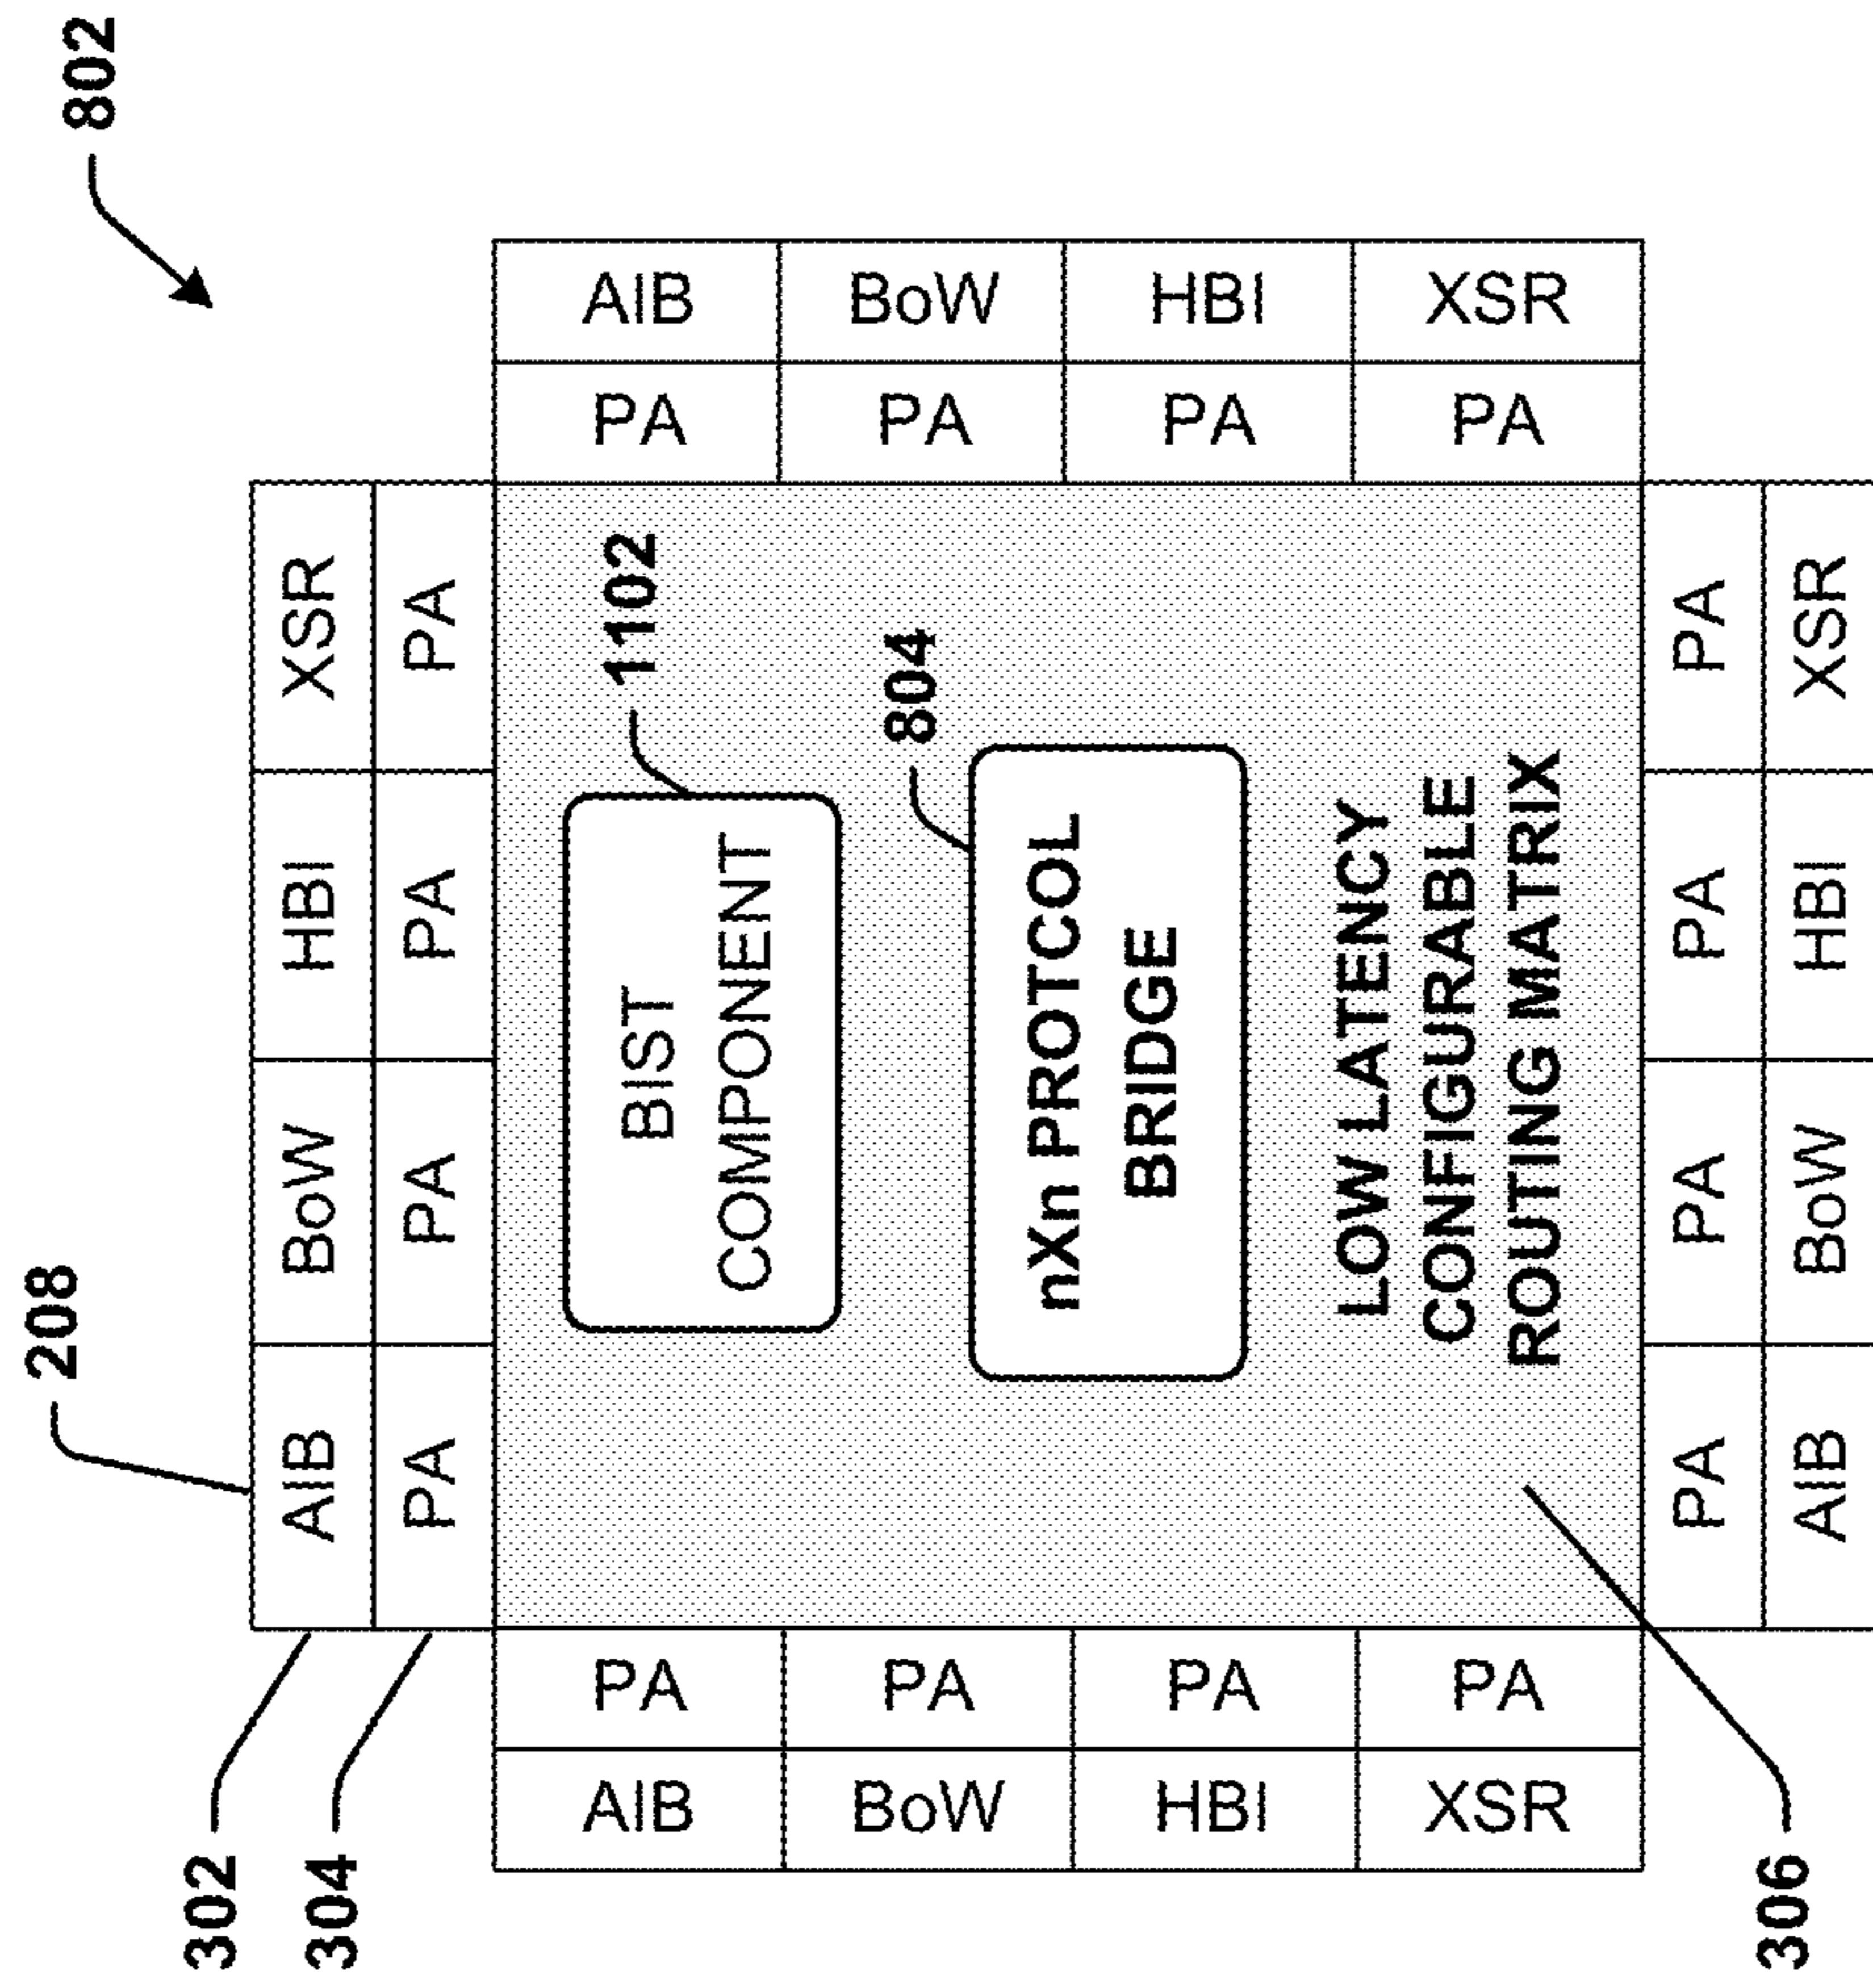 208
802
302
AIB BoW HBI XSR
304
PA PA PA PA
AIB PA
BIST
COMPONENT
1102
PA AIB
BoW PA
804
PA BoW
nXn PROTCOL
BRIDGE
HBI PA
PA HBI
LOW LATENCY
CONFIGURABLE
ROUTING MATRIX
XSR PA
PA XSR
PA PA PA PA
306
AIB BoW HBI XSR